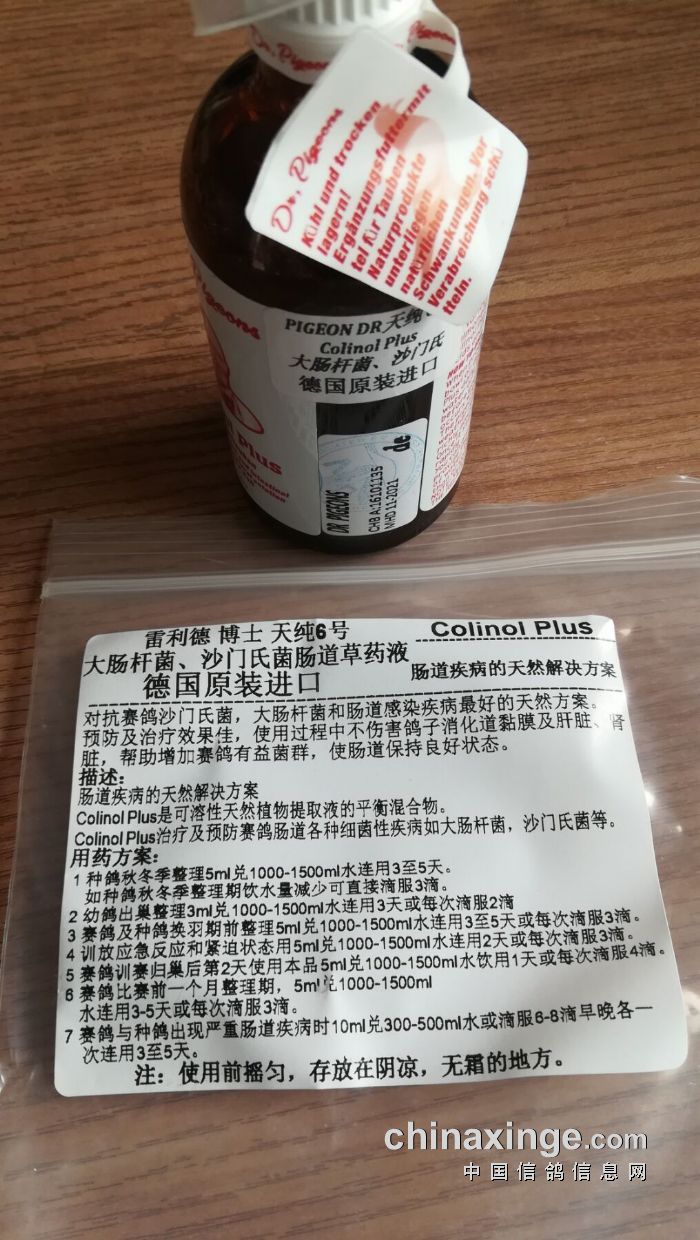 Dr. Pigeons
Dr. Pigeons
Kühl und trocken
lagern!
Ergänzungsfuttermit
tel für Tauben
Naturprodukte
unterliegen
natürlichen
Schwankungen. Vor
Verabreichung schü
tteln.
Pigeons
PIGEON DR天纯
Colinol Plus
大肠杆菌、沙门氏
德国原装进口
Plus
DR PIGEONS
CHB A:16101135
MHD 11-2021
de
雷利德 博士 天纯6号
Colinol Plus
大肠杆菌、沙门氏菌肠道草药液
德国原装进口
肠道疾病的天然解决方案
对抗赛鸽沙门氏菌，大肠杆菌和肠道感染疾病最好的天然方案。
预防及治疗效果佳，使用过程中不伤害鸽子消化道黏膜及肝脏、肾
脏，帮助增加赛鸽有益菌群，使肠道保持良好状态。
描述：
肠道疾病的天然解决方案
Colinol Plus是可溶性天然植物提取液的平衡混合物。
Colinol Plus治疗及预防赛鸽肠道各种细菌性疾病如大肠杆菌，沙门氏菌等。
用药方案：
1 种鸽秋冬季整理5ml兑1000-1500ml水连用3至5天。
如种鸽秋冬季整理期饮水量减少可直接滴服3滴。
2 幼鸽出巢整理3ml兑1000-1500ml水连用3天或每次滴服2滴
3 赛鸽及种鸽换羽期前整理5ml兑1000-1500ml水连用3至5天或每次滴服3滴。
4 训放应急反应和紧迫状态用5ml兑1000-1500ml水连用2天或每次滴服3滴。
5 赛鸽训赛归巢后第2天使用本品5ml兑1000-1500ml水饮用1天或每次滴服4滴。
6 赛鸽比赛前一个月整理期，5ml兑1000-1500ml
水连用3-5天或每次滴服3滴。
7 赛鸽与种鸽出现严重肠道疾病时10ml兑300-500ml水或滴服6-8滴早晚各一
次连用3至5天。
注：使用前摇匀，存放在阴凉，无霜的地方。
chinaxinge.com
中国信鸽信息网